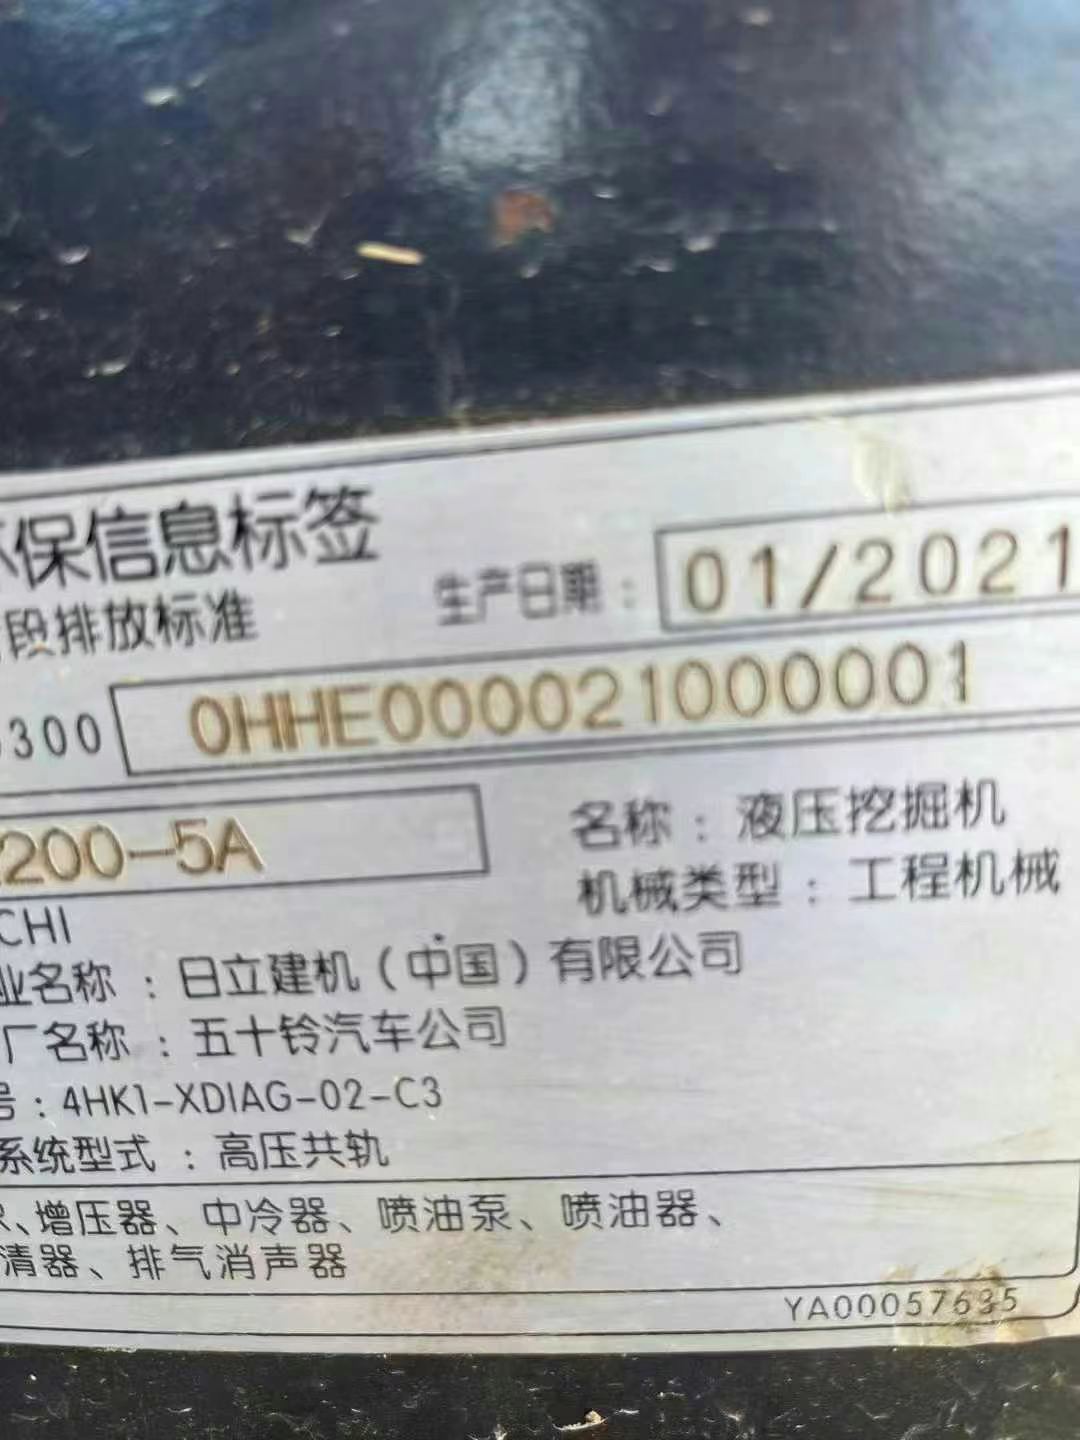 保信息标签
段排放标准
生产日期：
01/2021
300
0HHE000021000001
200-5A
名称：液压挖掘机
CHI
机械类型：工程机械
业名称：日立建机（中国）有限公司
厂名称：五十铃汽车公司
号：4HK1-XDIAG-02-C3
系统型式：高压共轨
、增压器、中冷器、喷油泵、喷油器、
清器、排气消声器
YA00057695